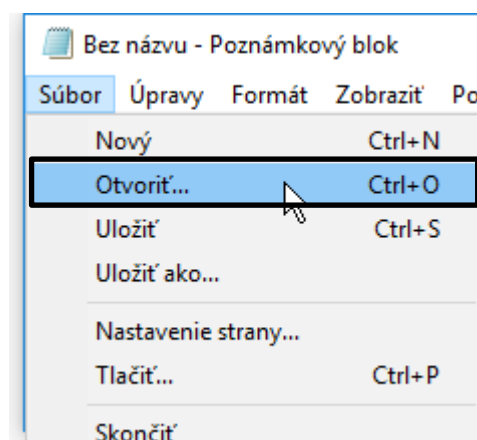 Bez názvu - Poznámkový blok
Súbor Úpravy Formát Zobraziť
Nový Ctrl+N
Otvoriť... Ctrl+O
Uložiť Ctrl+S
Uložiť ako...
Nastavenie strany...
Tlačiť... Ctrl+P
Skončiť